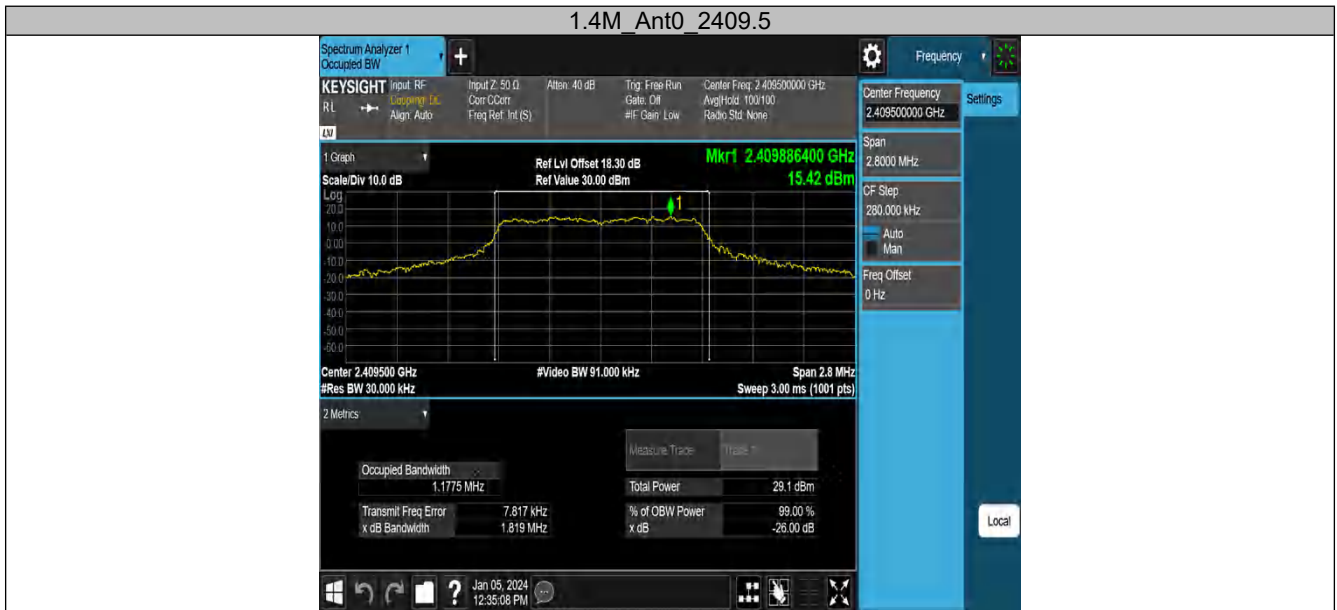 1.4M_Ant0_2409.5
Spectrum Analyzer 1
Occupied BW
+
Frequency
KEYSIGHT
RL
Input: RF
Coupling: DC
Align: Auto
Input Z: 50 Ω
Corr CCorr
Freq Ref: Int (S)
Atten: 40 dB
Trig: Free Run
Gate: Off
#IF Gain: Low
Center Freq: 2.409500000 GHz
Avg|Hold: 100/100
Radio Std: None
LXI
Center Frequency
2.409500000 GHz
Settings
Span
2.8000 MHz
CF Step
280.000 kHz
Auto
Man
Freq Offset
0 Hz
Local
1 Graph
Scale/Div 10.0 dB
Ref Lvl Offset 18.30 dB
Ref Value 30.00 dBm
Mkr1 2.409886400 GHz
15.42 dBm
Log
20.0
10.0
0.00
-10.0
-20.0
-30.0
-40.0
-50.0
-60.0
1
Center 2.409500 GHz
#Video BW 91.000 kHz
Span 2.8 MHz
#Res BW 30.000 kHz
Sweep 3.00 ms (1001 pts)
2 Metrics
Measure Trace
Trace 1
Occupied Bandwidth
1.1775 MHz
Total Power 29.1 dBm
Transmit Freq Error 7.817 kHz
% of OBW Power 99.00 %
x dB Bandwidth 1.819 MHz
x dB -26.00 dB
?
Jan 05, 2024
12:35:08 PM